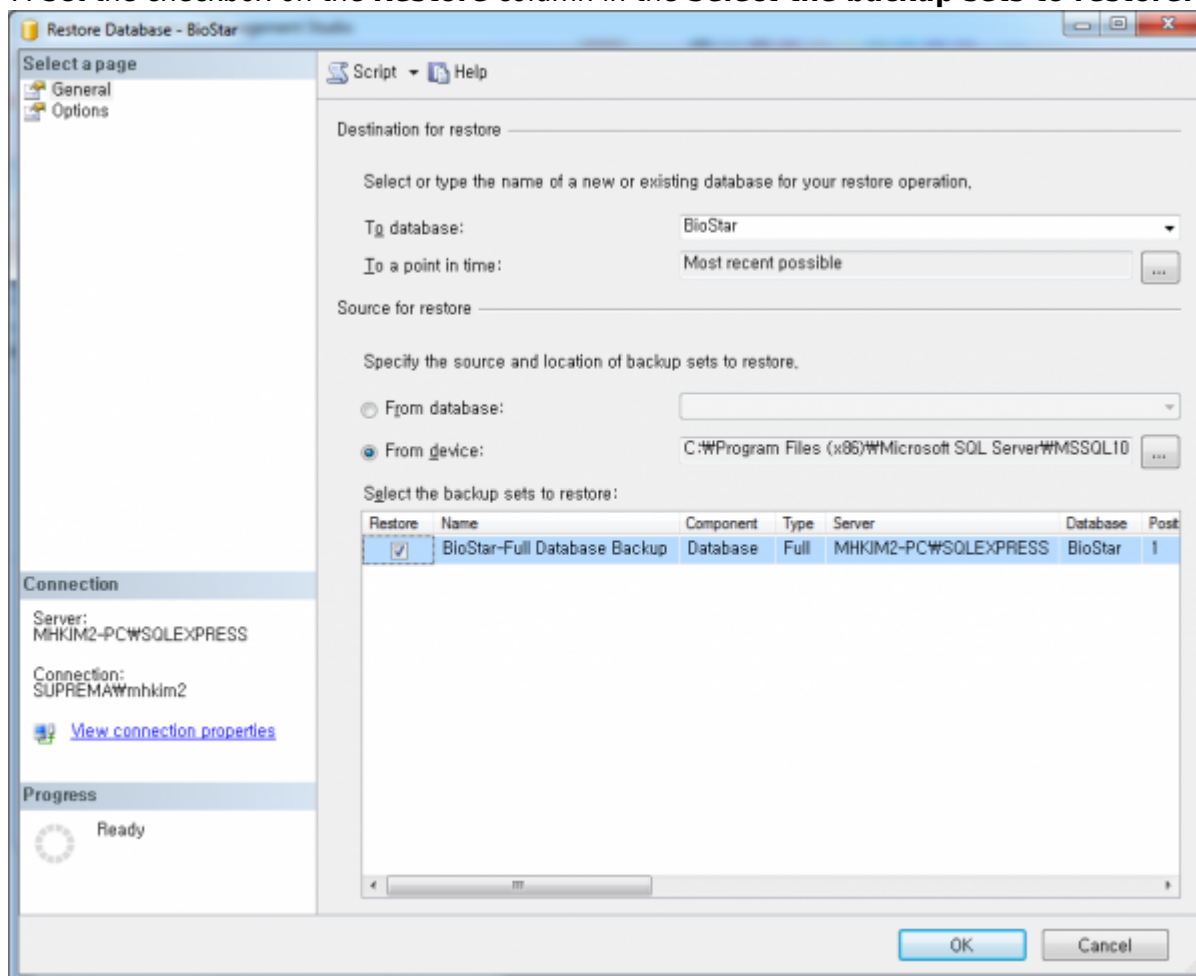 Restore Database - BioStar
Select a page
General
Options
Script
Help
Destination for restore
Select or type the name of a new or existing database for your restore operation.
To database:
BioStar
To a point in time:
Most recent possible
...
Source for restore
Specify the source and location of backup sets to restore.
From database:
From device:
C:₩Program Files (x86)₩Microsoft SQL Server₩MSSQL10
...
Select the backup sets to restore:
Restore Name Component Type Server Database Posit
BioStar-Full Database Backup Database Full MHKIM2-PC₩SQLEXPRESS BioStar 1
Connection
Server:
MHKIM2-PC₩SQLEXPRESS
Connection:
SUPREMA₩mhkim2
View connection properties
Progress
Ready
OK
Cancel